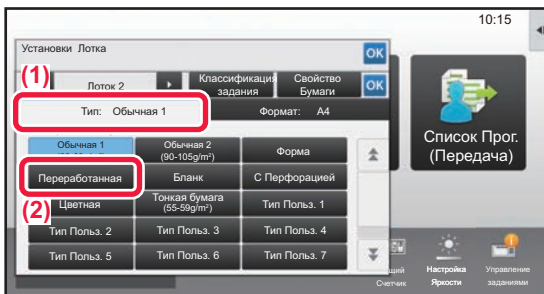 10:15
Установки Лотка
OK
(1)
Лоток 2
Классификация задания
Свойство Бумаги
OK
Тип: Обычная 1
Формат: A4
Обычная 1
Обычная 2
(90-105g/m²)
Форма
Переработанная
Бланк
С Перфорацией
(2)
Цветная
Тонкая бумага
(55-59g/m²)
Тип Польз. 1
Тип Польз. 2
Тип Польз. 3
Тип Польз. 4
Тип Польз. 5
Тип Польз. 6
Тип Польз. 7
Список Прог.
(Передача)
Счетчик
Настройка
Яркости
Управление
заданиями